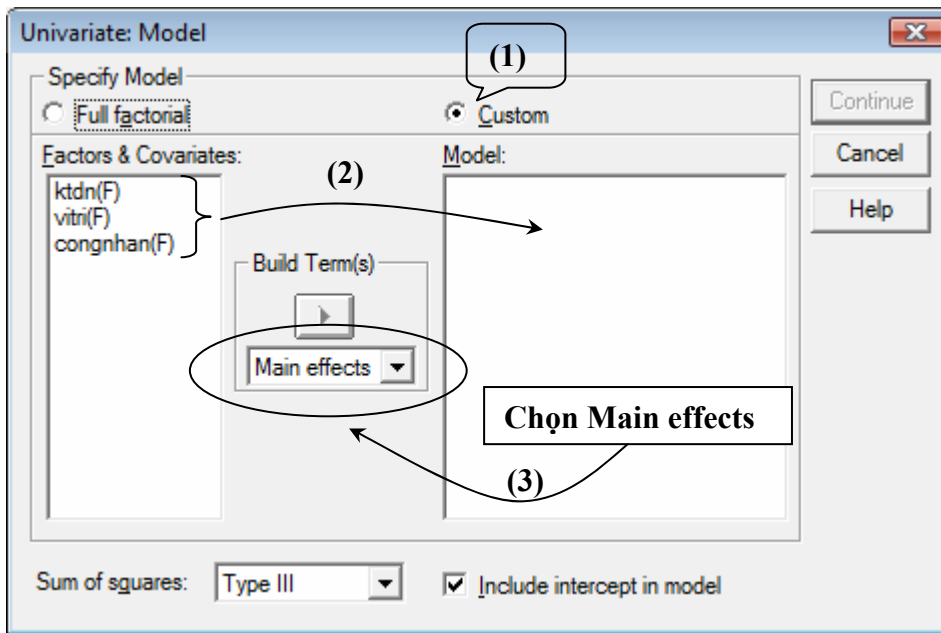 Univariate: Model
(1)
Specify Model
Full factorial
Custom
Continue
Factors & Covariates:
Model:
Cancel
(2)
ktdn(F)
vitri(F)
congnhan(F)
Help
Build Term(s)
Main effects
Chọn Main effects
(3)
Sum of squares:
Type III
Include intercept in model